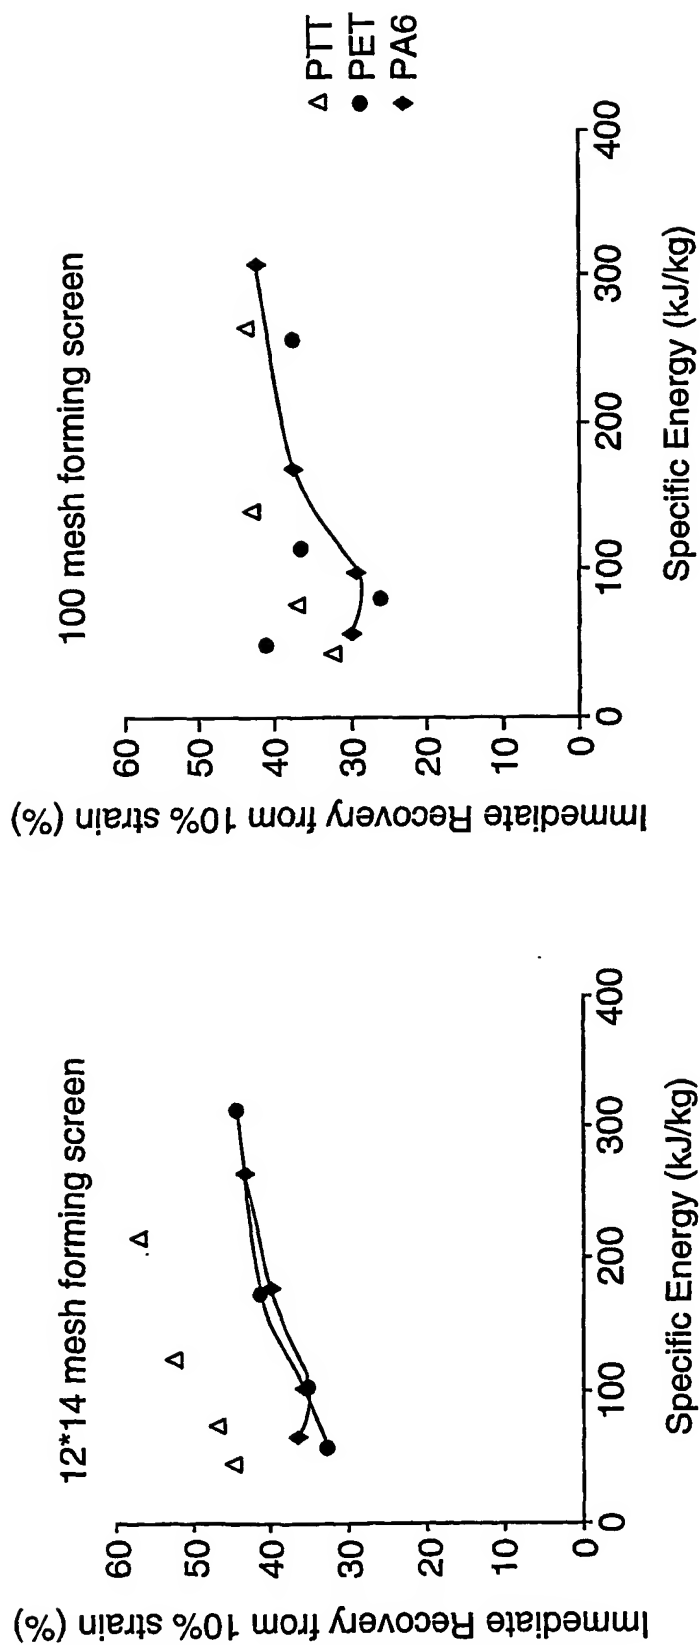 12*14 mesh forming screen
Immediate Recovery from 10% strain (%)
60
50
40
30
20
10
0
0
100
200
300
400
Specific Energy (kJ/kg)
100 mesh forming screen
Immediate Recovery from 10% strain (%)
60
50
40
30
20
10
0
0
100
200
300
400
Specific Energy (kJ/kg)
PTT
PET
PA6